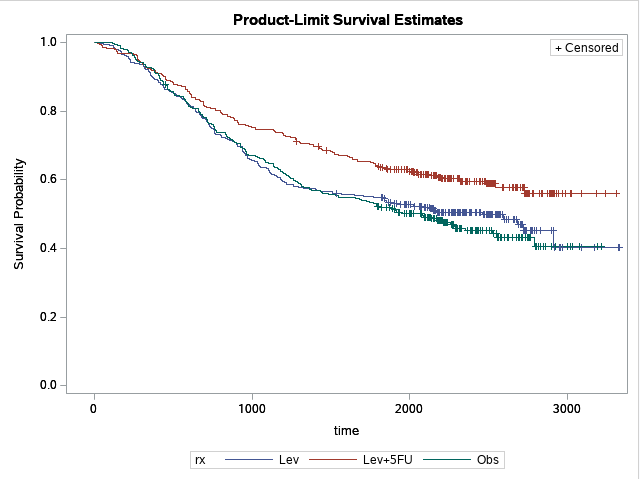 Product-Limit Survival Estimates
+ Censored
1.0
0.8
0.6
0.4
0.2
0.0
Survival Probability
0 1000 2000 3000
time
rx Lev Lev+5FU Obs